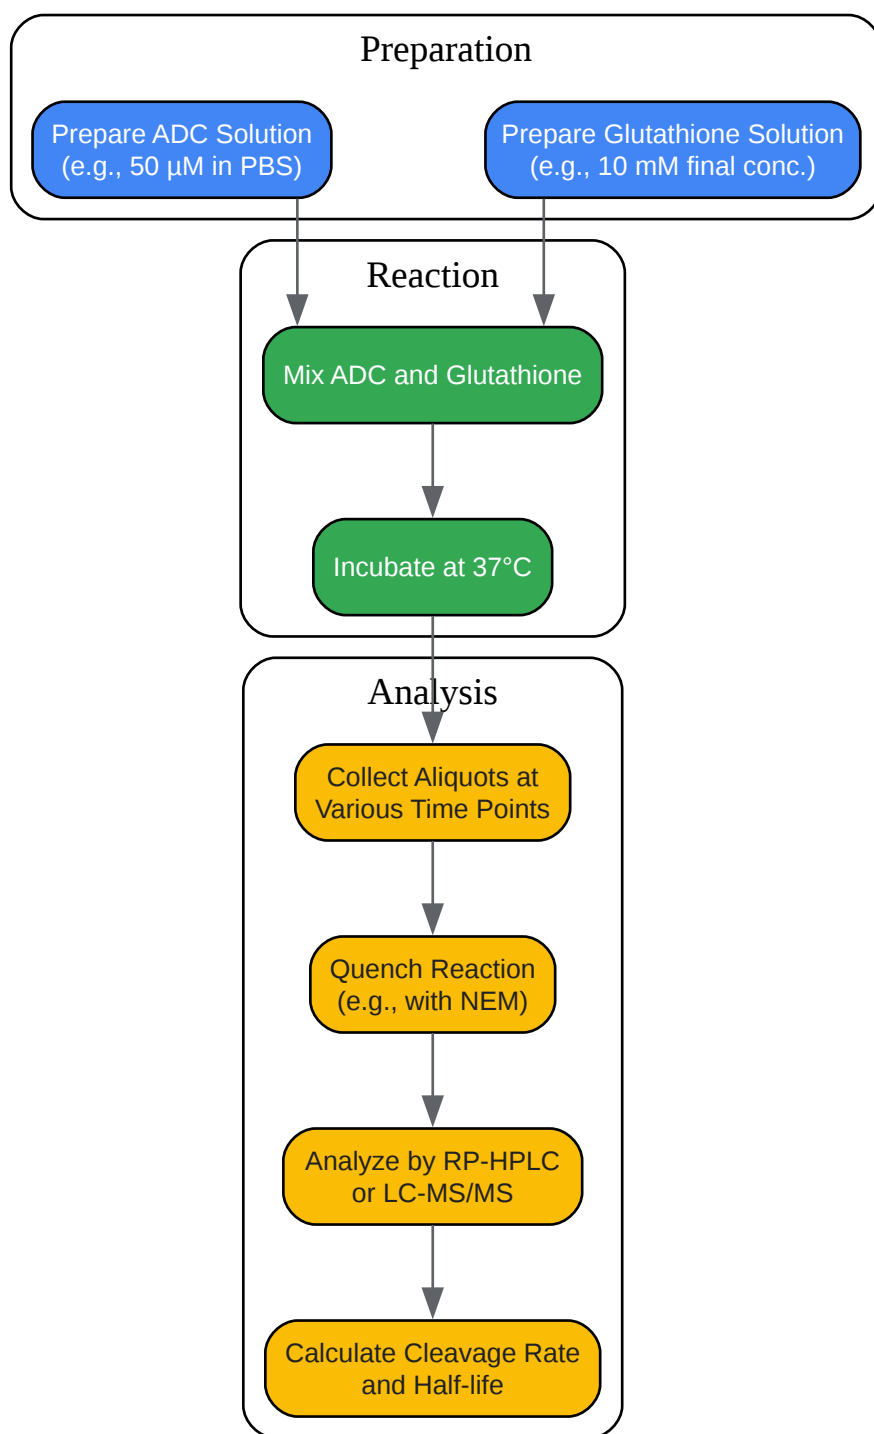 Preparation
Prepare ADC Solution
(e.g., 50 µM in PBS)
Prepare Glutathione Solution
(e.g., 10 mM final conc.)
Reaction
Mix ADC and Glutathione
Incubate at 37°C
Analysis
Collect Aliquots at
Various Time Points
Quench Reaction
(e.g., with NEM)
Analyze by RP-HPLC
or LC-MS/MS
Calculate Cleavage Rate
and Half-life